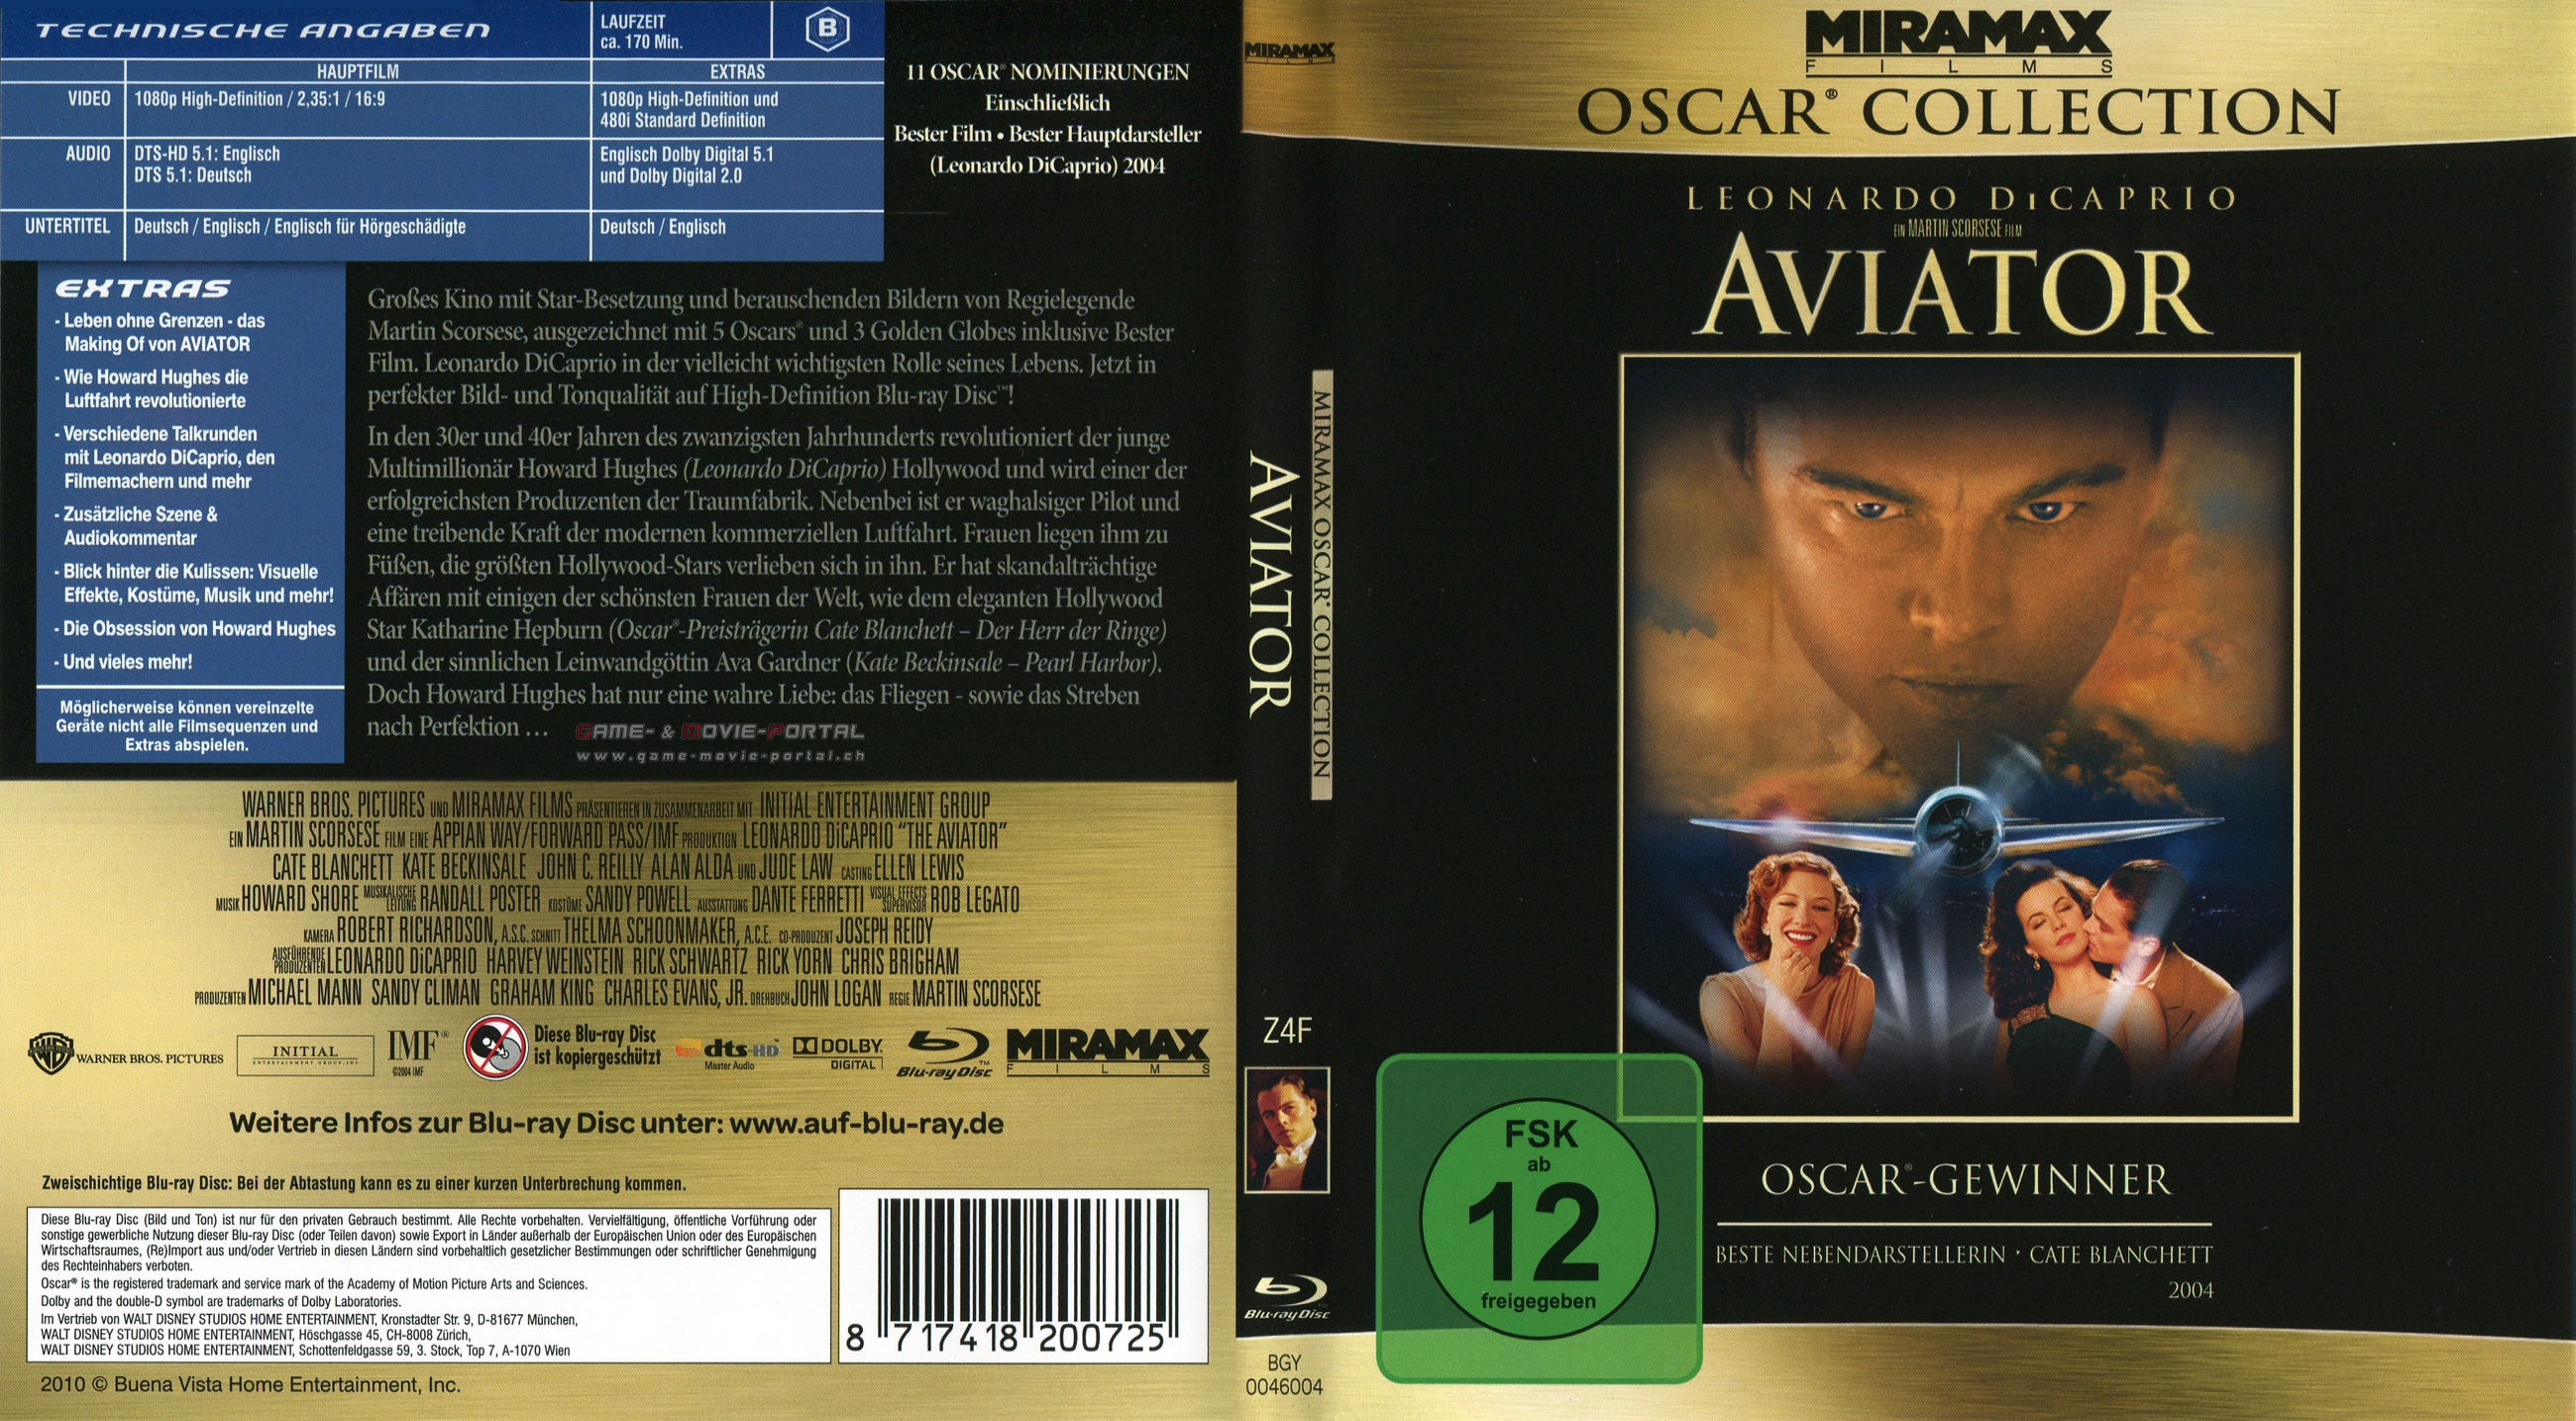 TECHNISCHE ANGABEN
LAUFZEIT
ca. 170 Min.
B
HAUPTFILM
EXTRAS
VIDEO
1080p High-Definition / 2,35:1 / 16:9
1080p High-Definition und
480i Standard Definition
AUDIO
DTS-HD 5.1: Englisch
DTS 5.1: Deutsch
Englisch Dolby Digital 5.1
und Dolby Digital 2.0
UNTERTITEL
Deutsch / Englisch / Englisch für Hörgeschädigte
Deutsch / Englisch
11 OSCAR® NOMINIERUNGEN
Einschließlich
Bester Film • Bester Hauptdarsteller
(Leonardo DiCaprio) 2004
EXTRAS
- Leben ohne Grenzen - das
Making Of von AVIATOR
- Wie Howard Hughes die
Luftfahrt revolutionierte
- Verschiedene Talkrunden
mit Leonardo DiCaprio, den
Filmemachern und mehr
- Zusätzliche Szene &
Audiokommentar
- Blick hinter die Kulissen: Visuelle
Effekte, Kostüme, Musik und mehr!
- Die Obsession von Howard Hughes
- Und vieles mehr!
Möglicherweise können vereinzelte
Geräte nicht alle Filmsequenzen und
Extras abspielen.
Großes Kino mit Star-Besetzung und berauschenden Bildern von Regielegende
Martin Scorsese, ausgezeichnet mit 5 Oscars® und 3 Golden Globes inklusive Bester
Film. Leonardo DiCaprio in der vielleicht wichtigsten Rolle seines Lebens. Jetzt in
perfekter Bild- und Tonqualität auf High-Definition Blu-ray Disc™!
In den 30er und 40er Jahren des zwanzigsten Jahrhunderts revolutioniert der junge
Multimillionär Howard Hughes (Leonardo DiCaprio) Hollywood und wird einer der
erfolgreichsten Produzenten der Traumfabrik. Nebenbei ist er waghalsiger Pilot und
eine treibende Kraft der modernen kommerziellen Luftfahrt. Frauen liegen ihm zu
Füßen, die größten Hollywood-Stars verlieben sich in ihn. Er hat skandalträchtige
Affären mit einigen der schönsten Frauen der Welt, wie dem eleganten Hollywood
Star Katharine Hepburn (Oscar®-Preisträgerin Cate Blanchett – Der Herr der Ringe)
und der sinnlichen Leinwandgöttin Ava Gardner (Kate Beckinsale – Pearl Harbor).
Doch Howard Hughes hat nur eine wahre Liebe: das Fliegen - sowie das Streben
nach Perfektion ...
GAME- & MOVIE-PORTAL
www.game-movie-portal.ch
WARNER BROS. PICTURES UND MIRAMAX FILMS PRÄSENTIEREN IN ZUSAMMENARBEIT MIT INITIAL ENTERTAINMENT GROUP
EIN MARTIN SCORSESE FILM EINE APPIAN WAY/FORWARD PASS/IMF PRODUKTION LEONARDO DiCAPRIO “THE AVIATOR”
CATE BLANCHETT KATE BECKINSALE JOHN C. REILLY ALAN ALDA UND JUDE LAW CASTING ELLEN LEWIS
MUSIK HOWARD SHORE MUSIKALISCHE LEITUNG RANDALL POSTER KOSTÜME SANDY POWELL AUSSTATTUNG DANTE FERRETTI VISUAL EFFECTS SUPERVISOR ROB LEGATO
KAMERA ROBERT RICHARDSON, A.S.C. SCHNITT THELMA SCHOONMAKER, A.C.E. CO-PRODUZENT JOSEPH REIDY
AUSFÜHRENDE PRODUZENTEN LEONARDO DiCAPRIO HARVEY WEINSTEIN RICK SCHWARTZ RICK YORN CHRIS BRIGHAM
PRODUZENTEN MICHAEL MANN SANDY CLIMAN GRAHAM KING CHARLES EVANS, JR. DREHBUCH JOHN LOGAN REGIE MARTIN SCORSESE
WARNER BROS. PICTURES
INITIAL
ENTERTAINMENT GROUP, INC
IMF®
©2004 IMF
Diese Blu-ray Disc
ist kopiergeschützt
dts-HD
Master Audio
DOLBY
DIGITAL
Blu-ray Disc™
MIRAMAX
FILMS
Weitere Infos zur Blu-ray Disc unter: www.auf-blu-ray.de
Zweischichtige Blu-ray Disc: Bei der Abtastung kann es zu einer kurzen Unterbrechung kommen.
Diese Blu-ray Disc (Bild und Ton) ist nur für den privaten Gebrauch bestimmt. Alle Rechte vorbehalten. Vervielfältigung, öffentliche Vorführung oder
sonstige gewerbliche Nutzung dieser Blu-ray Disc (oder Teilen davon) sowie Export in Länder außerhalb der Europäischen Union oder des Europäischen
Wirtschaftsraumes, (Re)Import aus und/oder Vertrieb in diesen Ländern sind vorbehaltlich gesetzlicher Bestimmungen oder schriftlicher Genehmigung
des Rechteinhabers verboten.
Oscar® is the registered trademark and service mark of the Academy of Motion Picture Arts and Sciences.
Dolby and the double-D symbol are trademarks of Dolby Laboratories.
Im Vertrieb von WALT DISNEY STUDIOS HOME ENTERTAINMENT, Kronstadter Str. 9, D-81677 München,
WALT DISNEY STUDIOS HOME ENTERTAINMENT, Höschgasse 45, CH-8008 Zürich,
WALT DISNEY STUDIOS HOME ENTERTAINMENT, Schottenfeldgasse 59, 3. Stock, Top 7, A-1070 Wien
8 717418 200725
2010 © Buena Vista Home Entertainment, Inc.
MIRAMAX
FILMS
MIRAMAX OSCAR® COLLECTION
AVIATOR
Z4F
Blu-ray Disc
BGY
0046004
MIRAMAX
FILMS
OSCAR® COLLECTION
LEONARDO DiCAPRIO
EIN MARTIN SCORSESE FILM
AVIATOR
OSCAR®-GEWINNER
BESTE NEBENDARSTELLERIN • CATE BLANCHETT
2004
FSK
ab
12
freigegeben